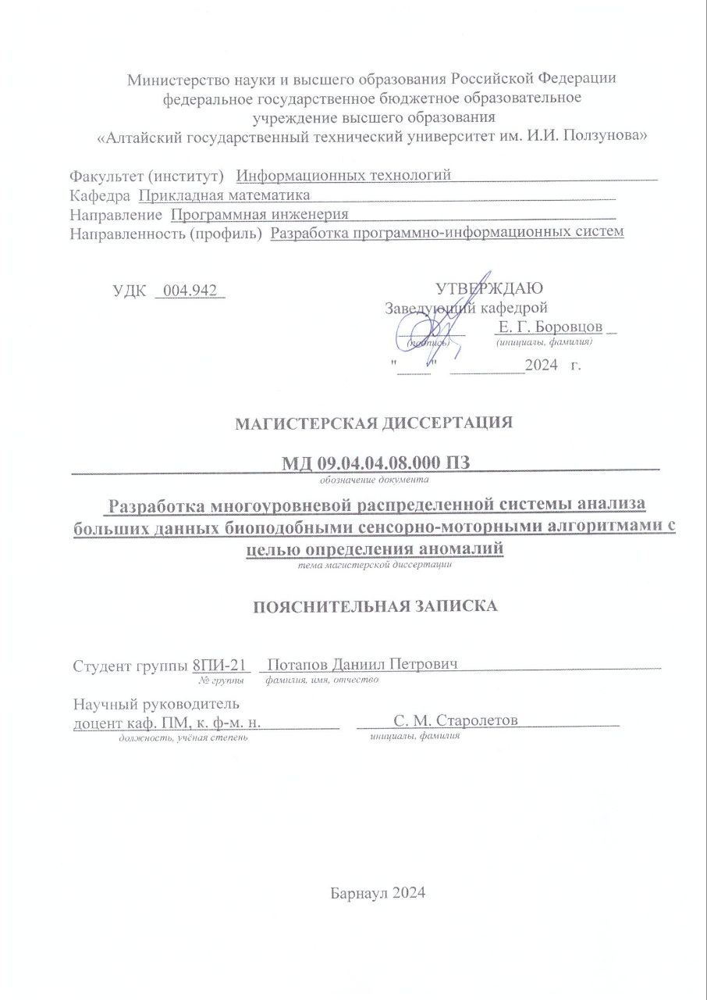 Министерство науки и высшего образования Российской Федерации
федеральное государственное бюджетное образовательное
учреждение высшего образования
«Алтайский государственный технический университет им. И.И. Ползунова»
Факультет (институт) Информационных технологий
Кафедра Прикладная математика
Направление Программная инженерия
Направленность (профиль) Разработка программно-информационных систем
УДК 004.942
УТВЕРЖДАЮ
Заведующий кафедрой
Е. Г. Боровцов
(подпись) (инициалы, фамилия)
"____" _________2024 г.
МАГИСТЕРСКАЯ ДИССЕРТАЦИЯ
МД 09.04.04.08.000 ПЗ
обозначение документа
Разработка многоуровневой распределенной системы анализа
больших данных биоподобными сенсорно-моторными алгоритмами с
целью определения аномалий
тема магистерской диссертации
ПОЯСНИТЕЛЬНАЯ ЗАПИСКА
Студент группы 8ПИ-21 Потапов Даниил Петрович
№ группы фамилия, имя, отчество
Научный руководитель
доцент каф. ПМ, к. ф-м. н. С. М. Старолетов
должность, учёная степень инициалы, фамилия
Барнаул 2024